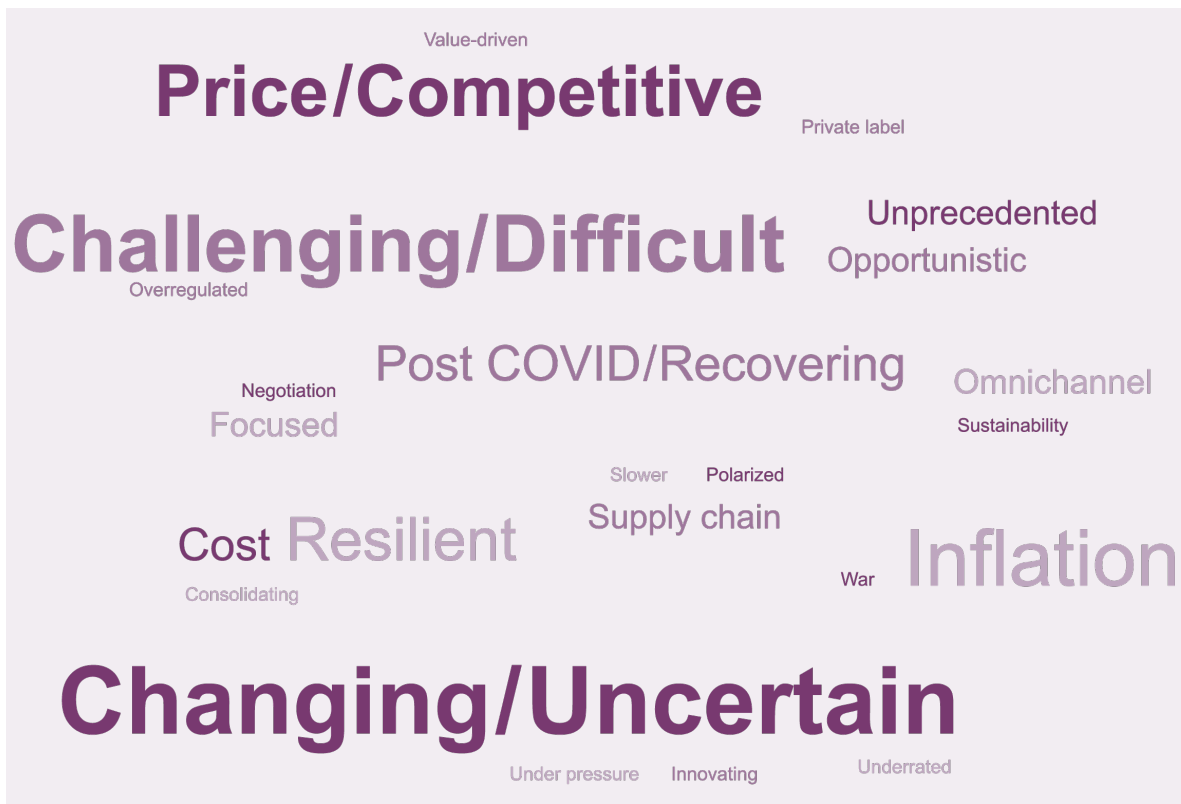 Value-driven
Price/Competitive
Private label
Unprecedented
Challenging/Difficult
Opportunistic
Overregulated
Post COVID/Recovering
Omnichannel
Negotiation
Focused
Sustainability
Slower
Polarized
Supply chain
Cost
Resilient
Inflation
War
Consolidating
Changing/Uncertain
Under pressure
Innovating
Underrated